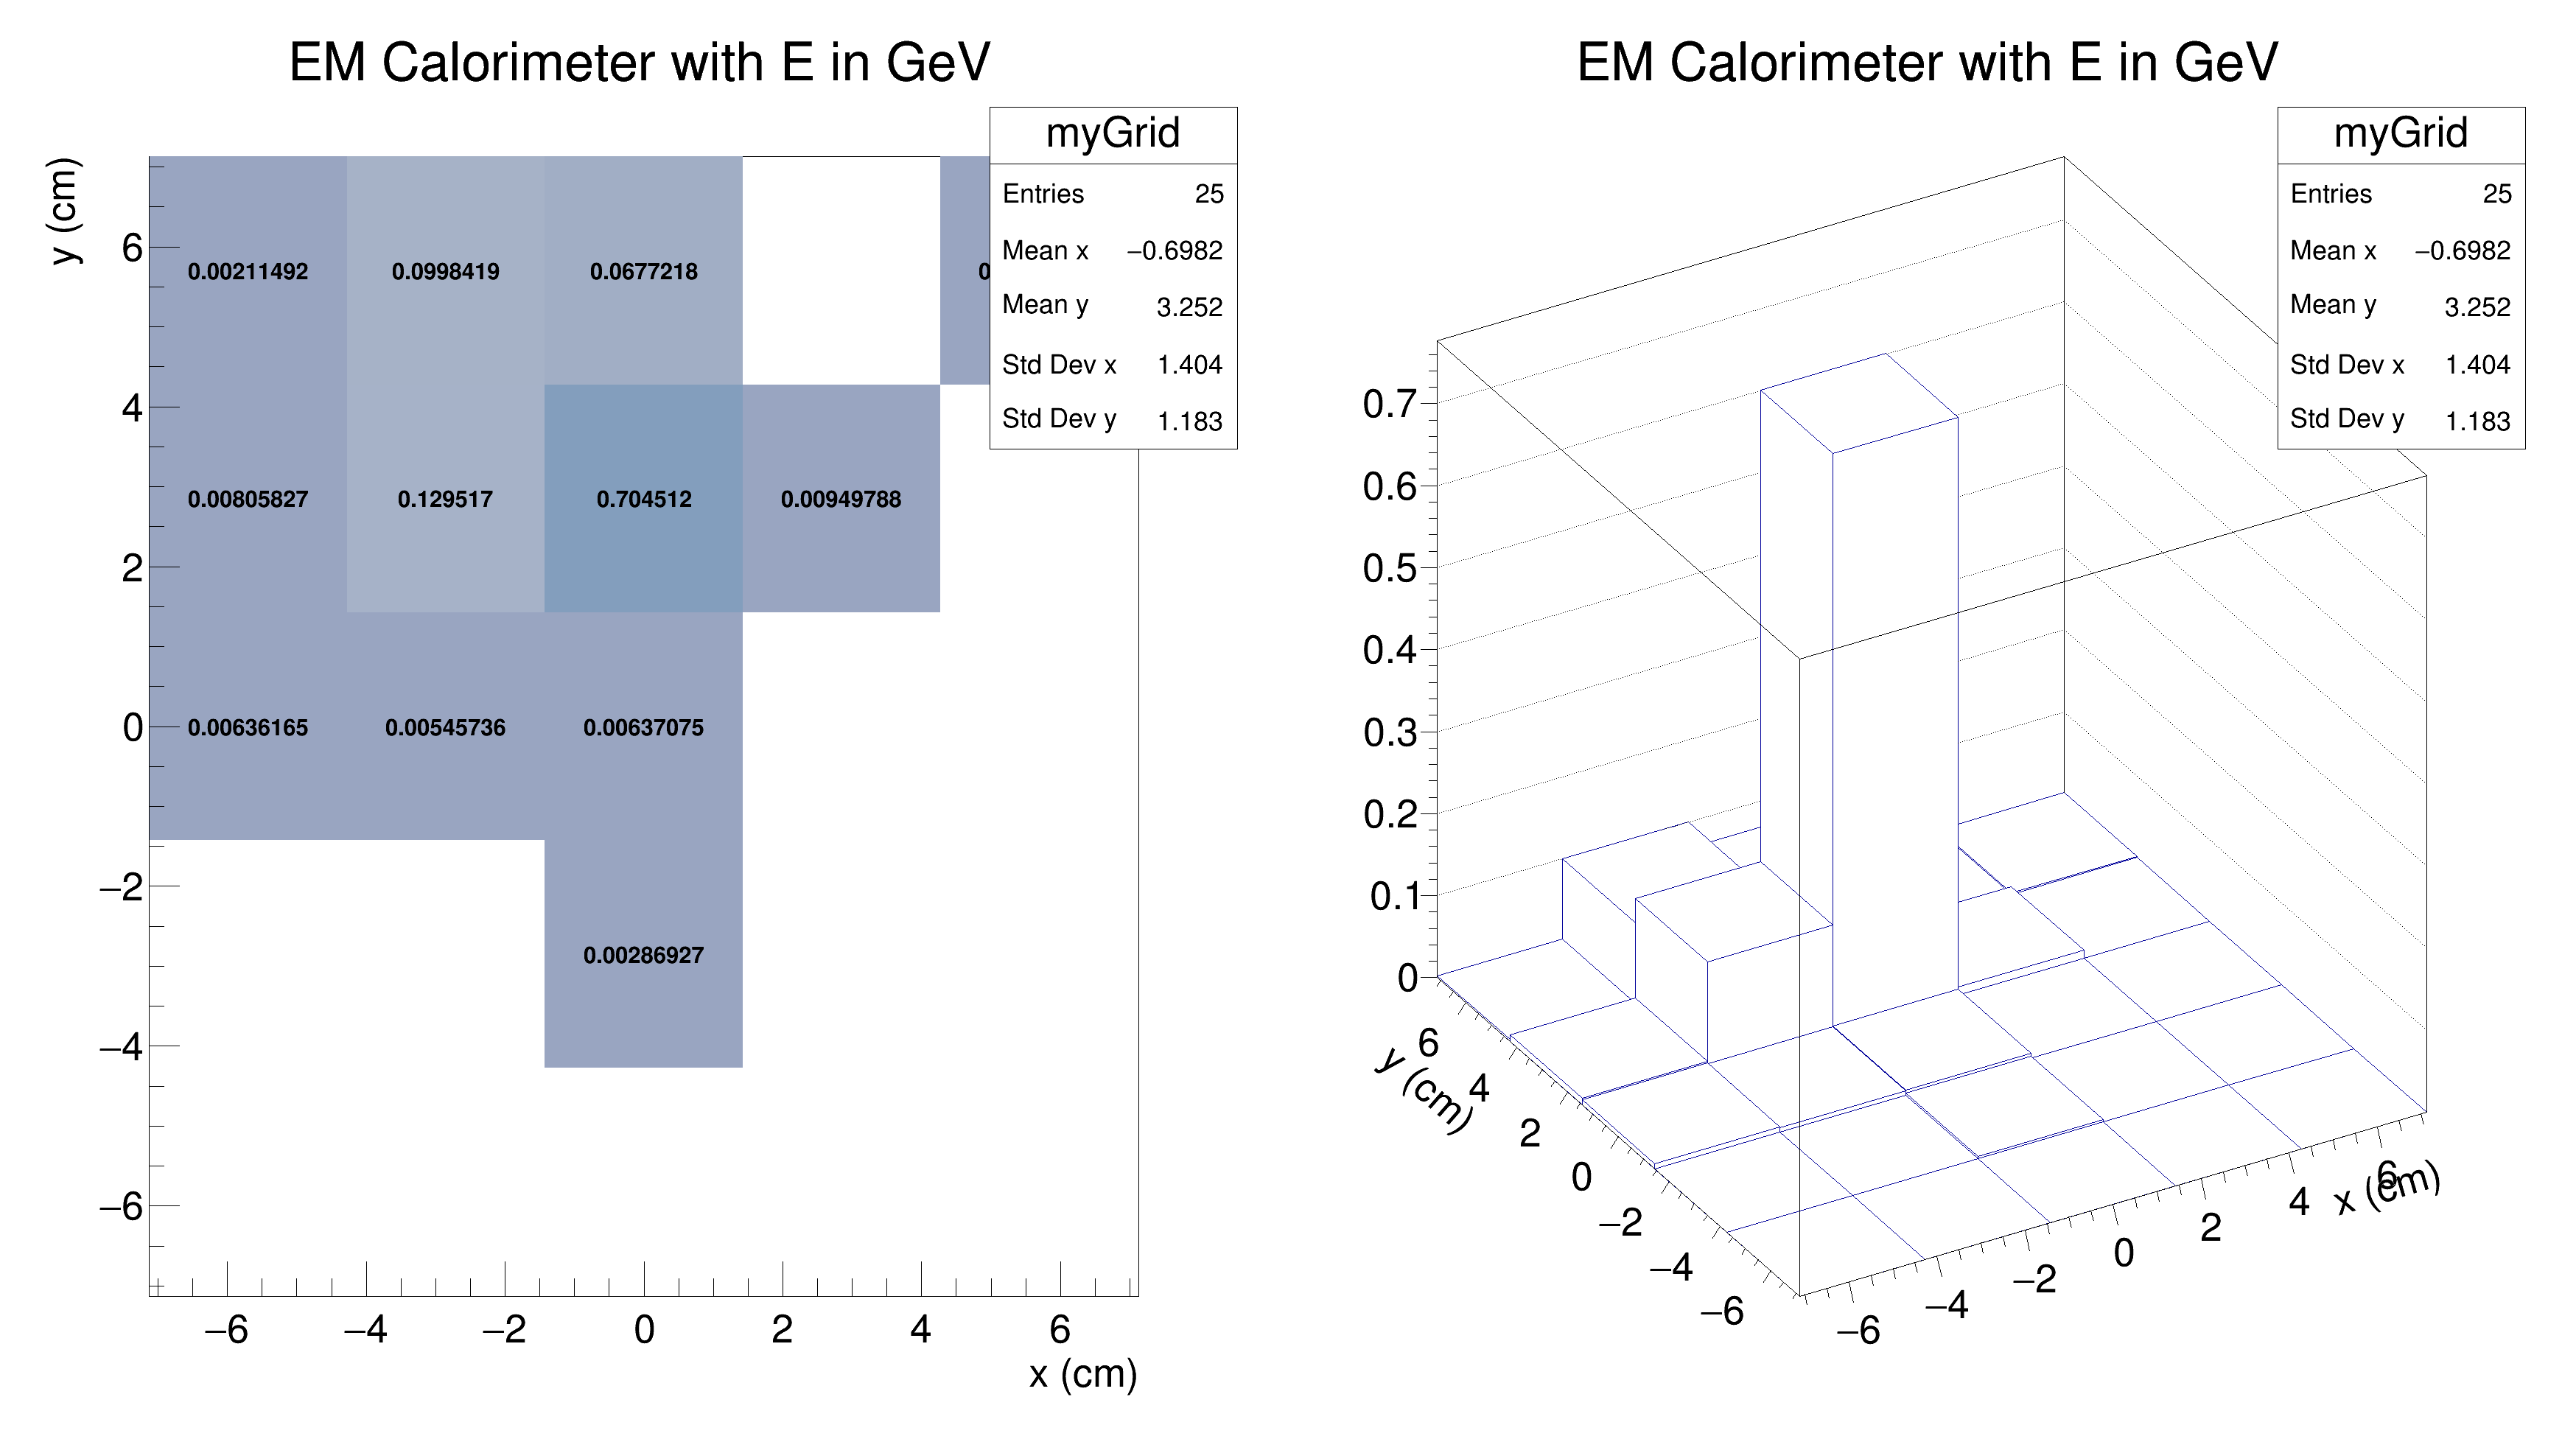 EM Calorimeter with E in GeV
myGrid
Entries 25
Mean x −0.6982
Mean y 3.252
Std Dev x 1.404
Std Dev y 1.183
y (cm)
6
4
2
0
−2
−4
−6
0.00211492 0.0998419 0.0677218
0.00805827 0.129517 0.704512 0.00949788
0.00636165 0.00545736 0.00637075
0.00286927
−6 −4 −2 0 2 4 6
x (cm)
EM Calorimeter with E in GeV
myGrid
Entries 25
Mean x −0.6982
Mean y 3.252
Std Dev x 1.404
Std Dev y 1.183
0.7
0.6
0.5
0.4
0.3
0.2
0.1
0
y (cm)
6
4
2
0
−2
−4
−6
−6 −4 −2 0 2 4 6
x (cm)